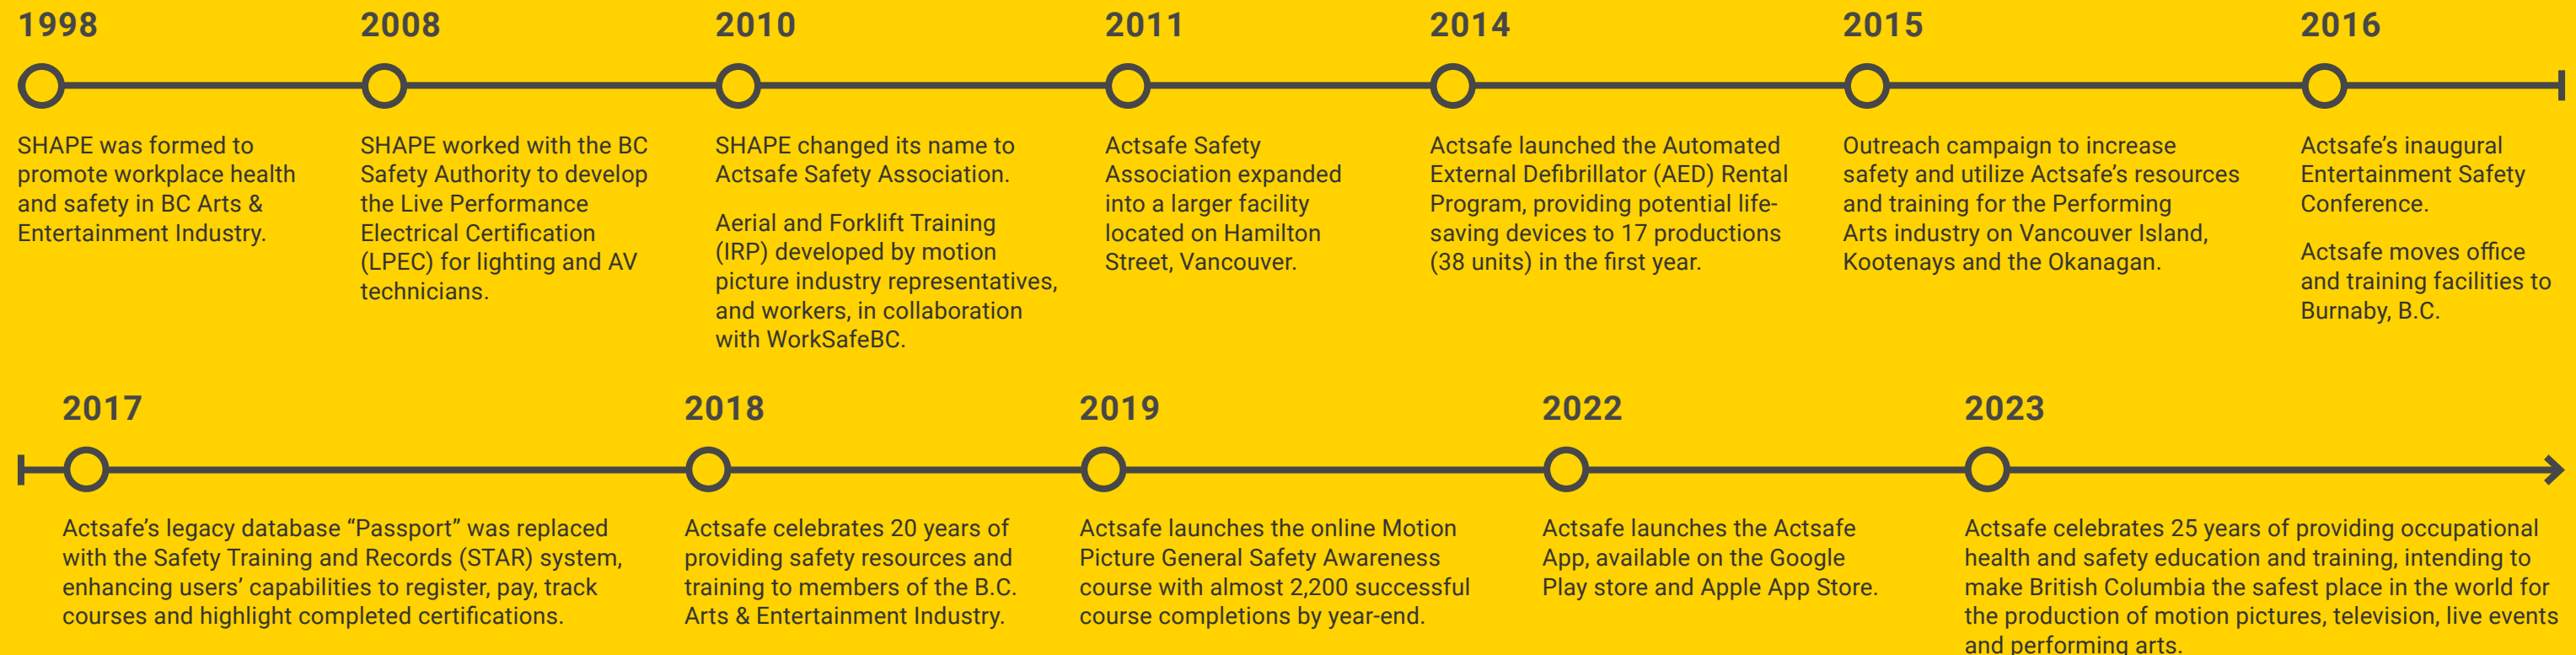 1998
SHAPE was formed to
promote workplace health
and safety in BC Arts &
Entertainment Industry.
2008
SHAPE worked with the BC
Safety Authority to develop
the Live Performance
Electrical Certification
(LPEC) for lighting and AV
technicians.
2010
SHAPE changed its name to
Actsafe Safety Association.
Aerial and Forklift Training
(IRP) developed by motion
picture industry representatives,
and workers, in collaboration
with WorkSafeBC.
2011
Actsafe Safety
Association expanded
into a larger facility
located on Hamilton
Street, Vancouver.
2014
Actsafe launched the Automated
External Defibrillator (AED) Rental
Program, providing potential life-
saving devices to 17 productions
(38 units) in the first year.
2015
Outreach campaign to increase
safety and utilize Actsafe’s resources
and training for the Performing
Arts industry on Vancouver Island,
Kootenays and the Okanagan.
2016
Actsafe’s inaugural
Entertainment Safety
Conference.
Actsafe moves office
and training facilities to
Burnaby, B.C.
2017
Actsafe’s legacy database “Passport” was replaced
with the Safety Training and Records (STAR) system,
enhancing users’ capabilities to register, pay, track
courses and highlight completed certifications.
2018
Actsafe celebrates 20 years of
providing safety resources and
training to members of the B.C.
Arts & Entertainment Industry.
2019
Actsafe launches the online Motion
Picture General Safety Awareness
course with almost 2,200 successful
course completions by year-end.
2022
Actsafe launches the Actsafe
App, available on the Google
Play store and Apple App Store.
2023
Actsafe celebrates 25 years of providing occupational
health and safety education and training, intending to
make British Columbia the safest place in the world for
the production of motion pictures, television, live events
and performing arts.